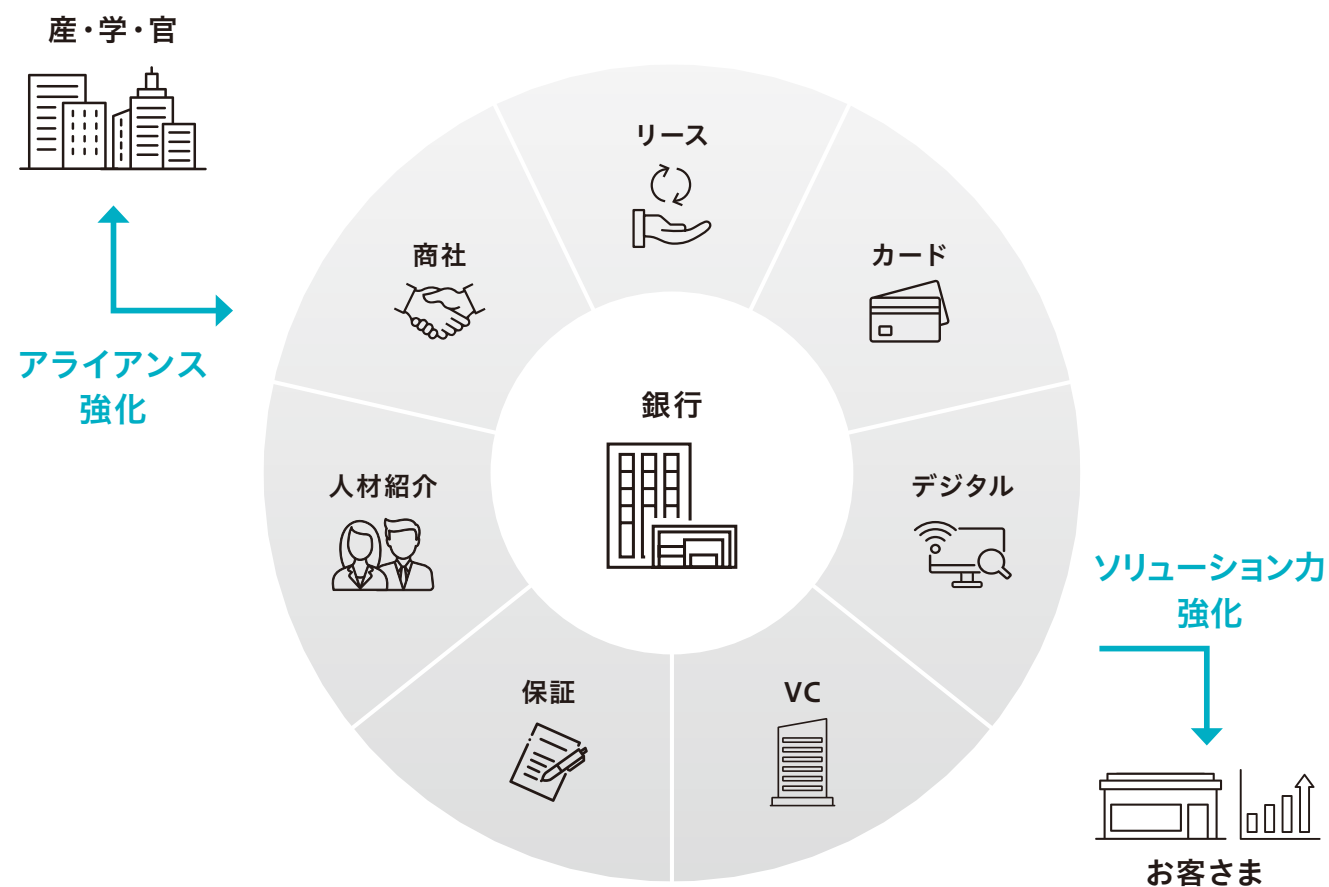 産・学・官
アライアンス
強化
リース
カード
デジタル
VC
保証
人材紹介
商社
銀行
ソリューション力
強化
お客さま